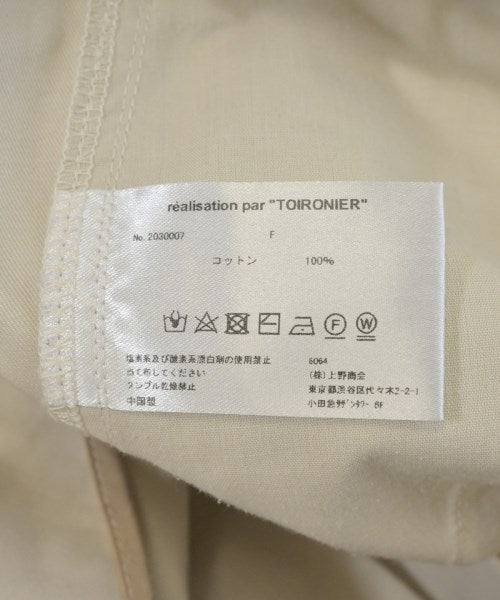 réalisation par "TOIRONIER"
No. 2030007 F
コットン 100%
F W
塩素系及び酸素系漂白剤の使用禁止
当て布してください
タンブル乾燥禁止
中国製
6064
(株)上野商会
東京都渋谷区代々木2-2-1
小田急ｻｻﾞﾝﾀﾜｰ 8F